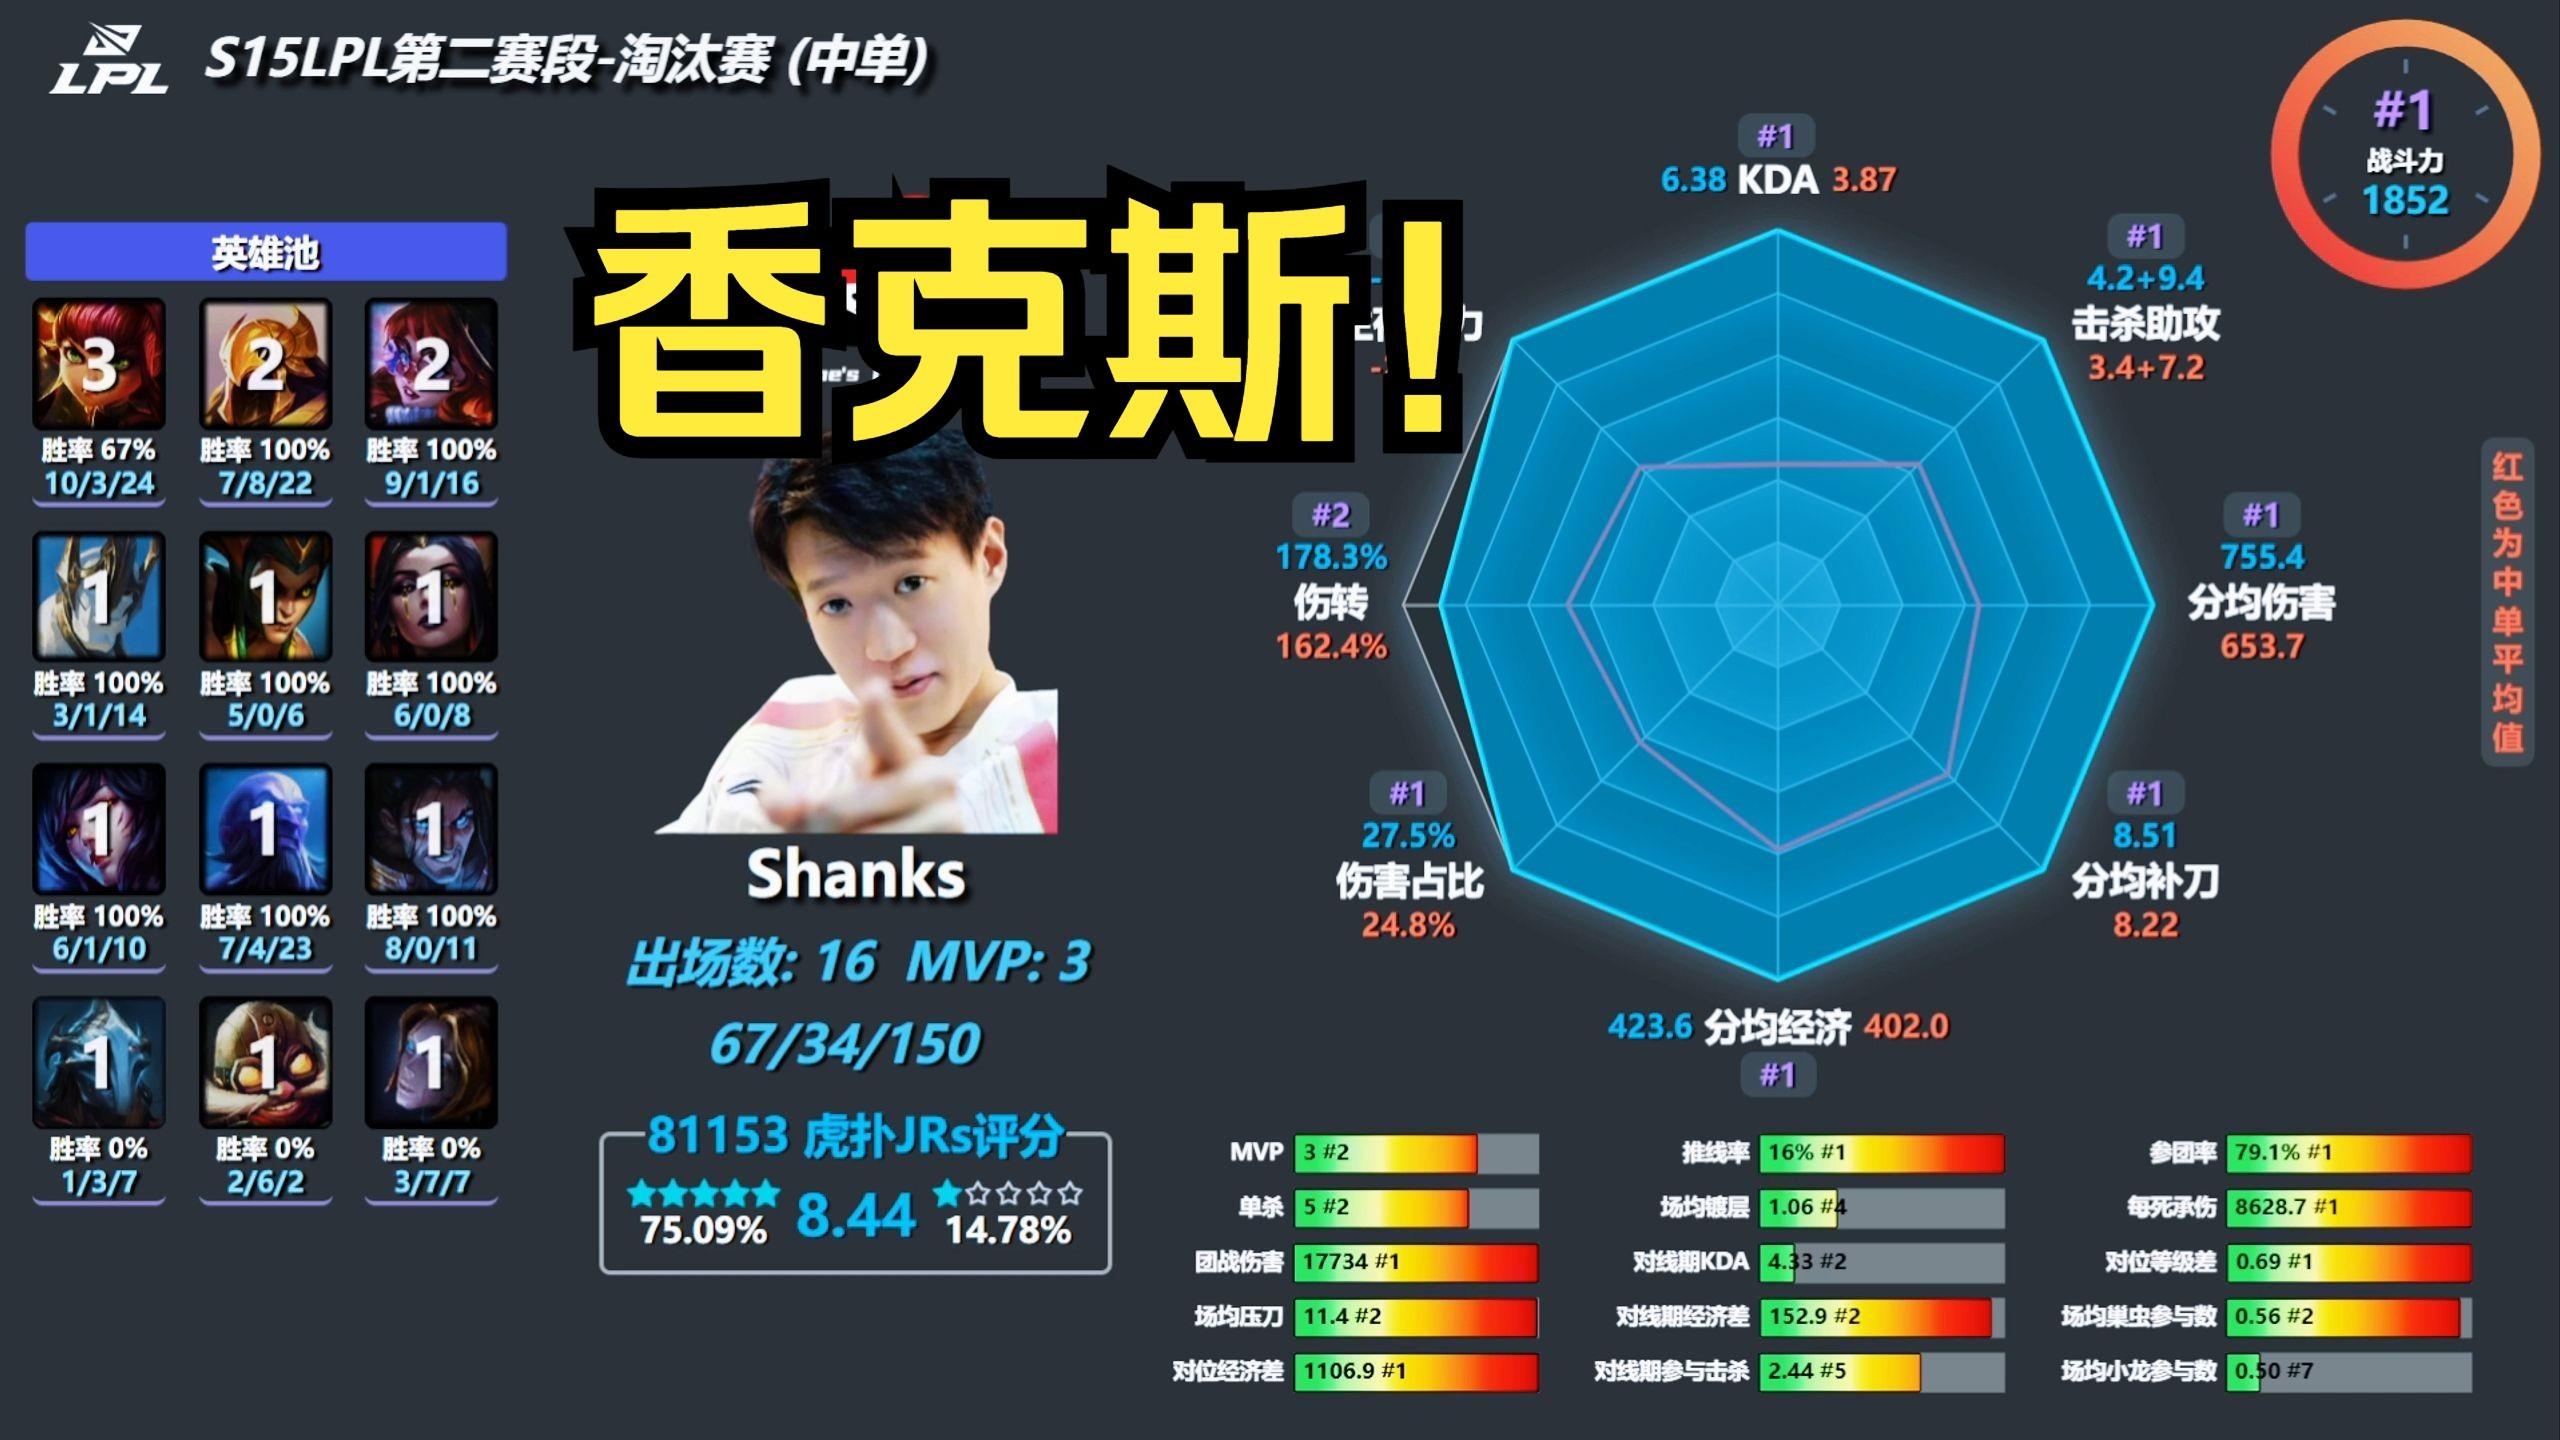 LPL
S15LPL第二赛段-淘汰赛 (中单)
#1
战斗力
1852
香克斯!
英雄池
3
2
2
胜率 67%
胜率 100%
胜率 100%
10/3/24
7/8/22
9/1/16
1
1
1
胜率 100%
胜率 100%
胜率 100%
3/1/14
5/0/6
6/0/8
1
1
1
胜率 100%
胜率 100%
胜率 100%
6/1/10
7/4/23
8/0/11
1
1
1
胜率 0%
胜率 0%
胜率 0%
1/3/7
2/6/2
3/7/7
Shanks
出场数: 16 MVP: 3
67/34/150
81153 虎扑JRs评分
★★★★★ 8.44 ★☆☆☆☆
75.09% 14.78%
#1
6.38 KDA 3.87
#1
4.2+9.4
击杀助攻
3.4+7.2
#1
755.4
分均伤害
653.7
#1
8.51
分均补刀
8.22
423.6 分均经济 402.0
#1
#1
27.5%
伤害占比
24.8%
#2
178.3%
伤转
162.4%
力
红色为中单平均值
MVP 3 #2
单杀 5 #2
团战伤害 17734 #1
场均压刀 11.4 #2
对位经济差 1106.9 #1
推线率 16% #1
场均镀层 1.06 #4
对线期KDA 4.33 #2
对线期经济差 152.9 #2
对线期参与击杀 2.44 #5
参团率 79.1% #1
每死承伤 8628.7 #1
对位等级差 0.69 #1
场均巢虫参与数 0.56 #2
场均小龙参与数 0.50 #7